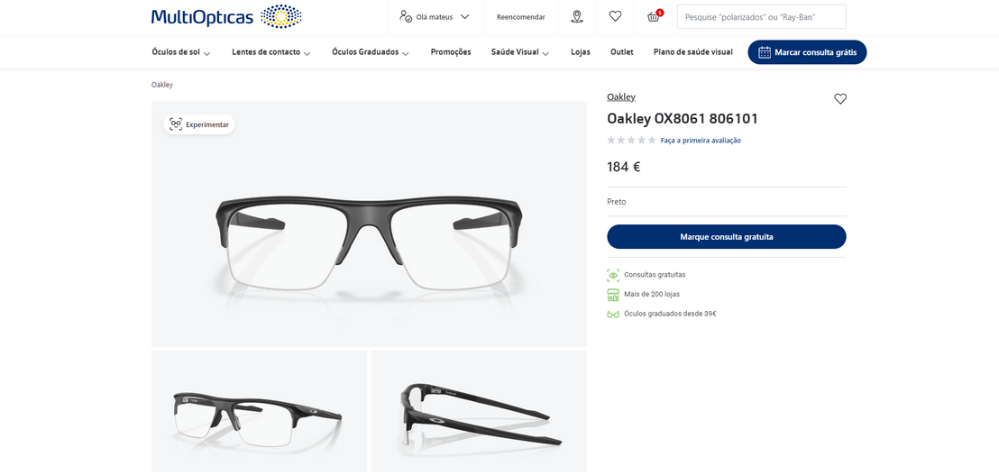 MultiOpticas
Olá mateus
Reencomendar
5
Pesquise "polarizados" ou "Ray-Ban"
Óculos de sol
Lentes de contacto
Óculos Graduados
Promoções
Saúde Visual
Lojas
Outlet
Plano de saúde visual
Marcar consulta grátis
Oakley
Experimentar
Oakley
Oakley OX8061 806101
Faça a primeira avaliação
184 €
Preto
Marque consulta gratuita
Consultas gratuitas
Mais de 200 lojas
Óculos graduados desde 39€